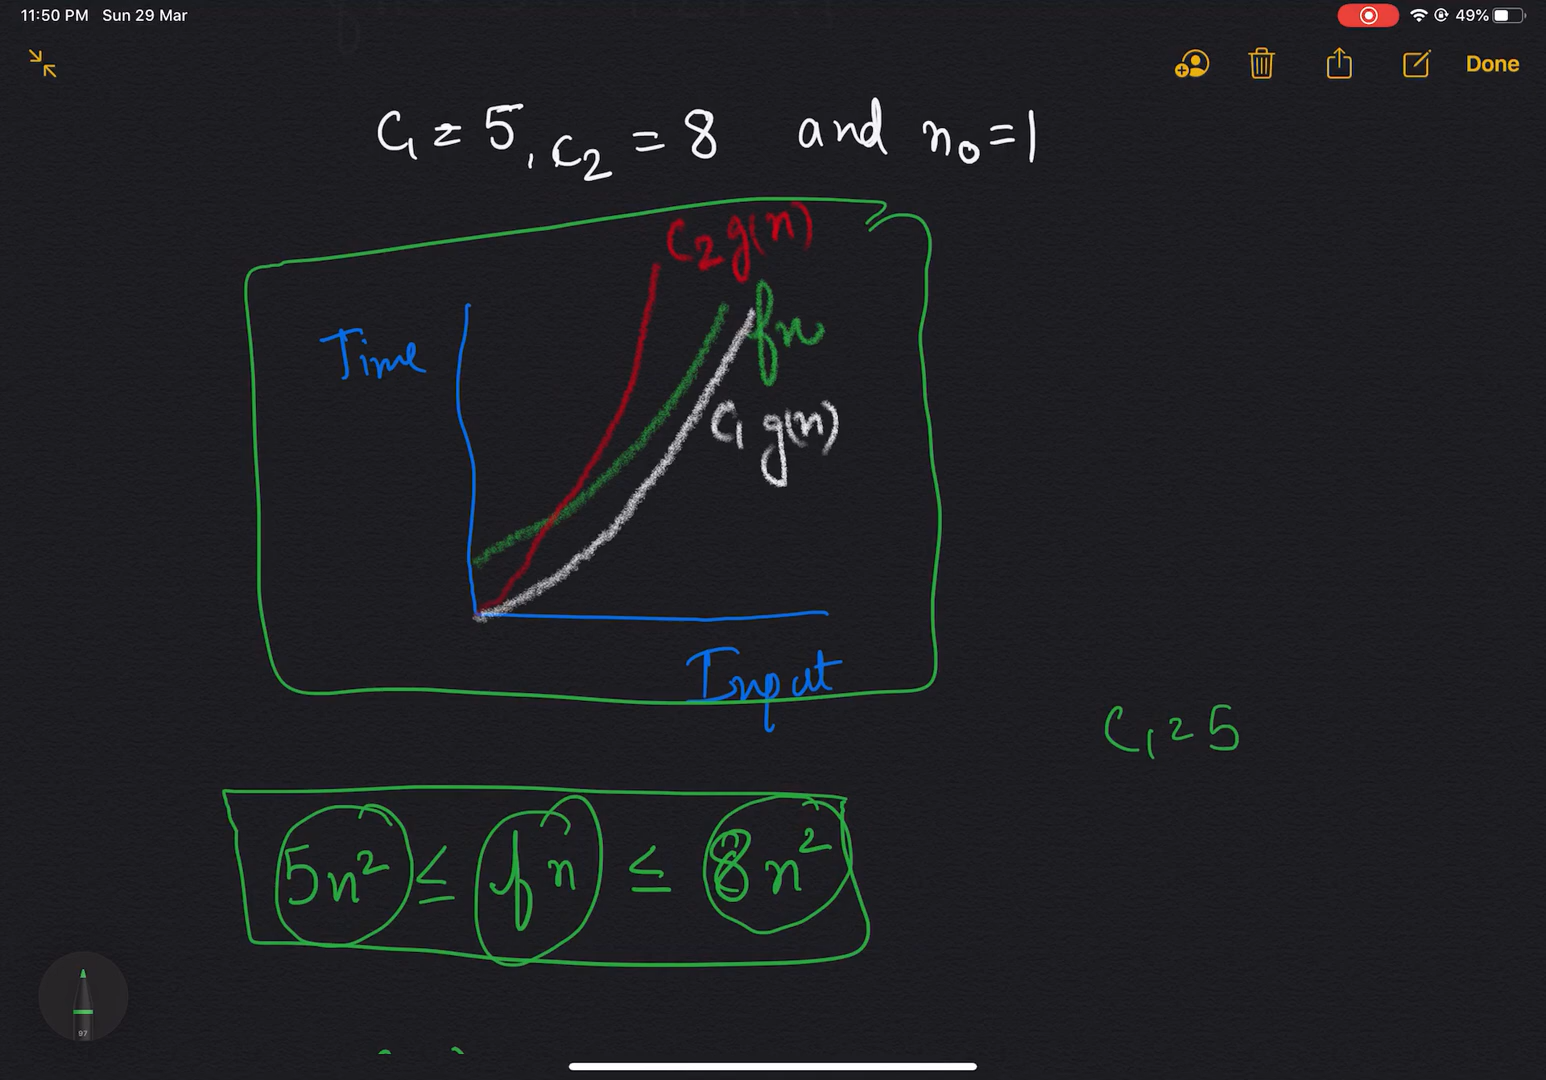 11:50 PM Sun 29 Mar 49%
Done
C1 = 5, C2 = 8 and n0 = 1
C2 g(n)
fn
Time
C1 g(n)
Input
C1 = 5
5n² ≤ fn ≤ 8n²
97